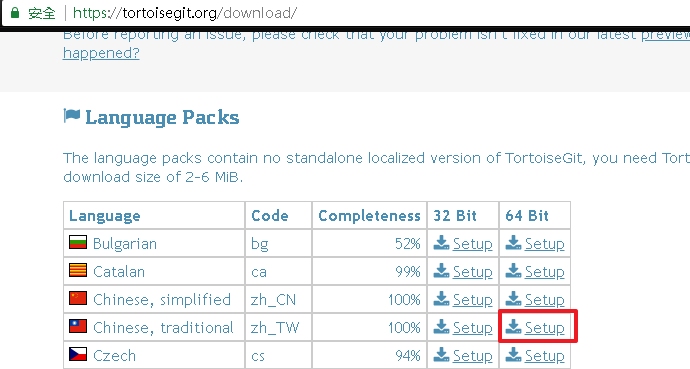 安全 https://tortoisegit.org/download/
Before reporting an issue, please check that your problem isn't fixed in our latest preview
happened?
Language Packs
The language packs contain no standalone localized version of TortoiseGit, you need Tort
download size of 2-6 MiB.
Language Code Completeness 32 Bit 64 Bit
Bulgarian bg 52% Setup Setup
Catalan ca 99% Setup Setup
Chinese, simplified zh_CN 100% Setup Setup
Chinese, traditional zh_TW 100% Setup Setup
Czech cs 94% Setup Setup